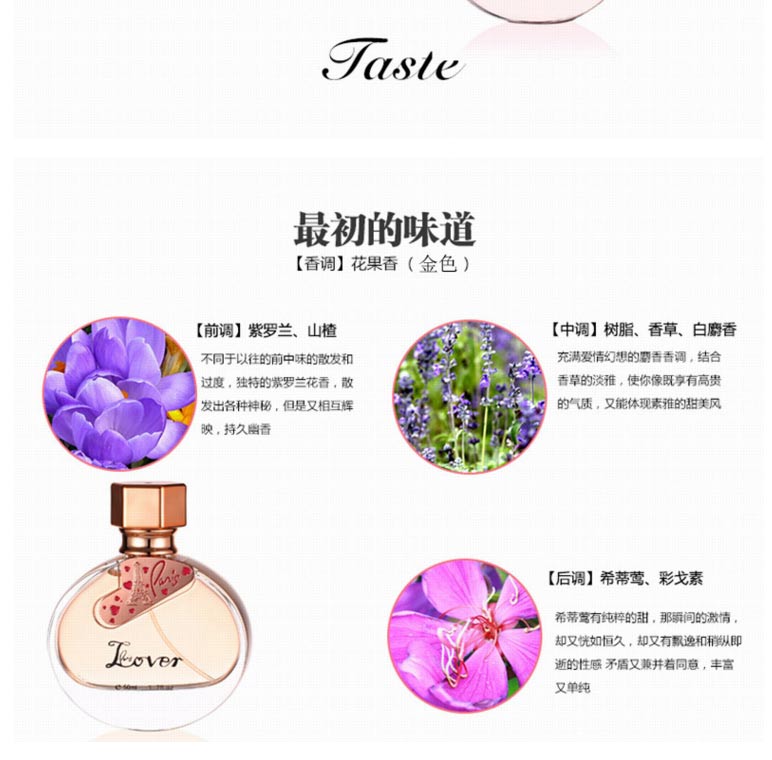 Taste
最初的味道
【香调】花果香（金色）
【前调】紫罗兰、山楂
不同于以往的前中味的散发和
过度，独特的紫罗兰花香，散
发出各种神秘，但是又相互辉
映，持久幽香
【中调】树脂、香草、白麝香
充满爱情幻想的麝香香调，结合
香草的淡雅，使你像既享有高贵
的气质，又能体现素雅的甜美风
Paris
Lover
【后调】希蒂莺、彩戈素
希蒂莺有纯粹的甜，那瞬间的激情，
却又恍如恒久，却又有飘逸和稍纵即
逝的性感 矛盾又兼并着同意，丰富
又单纯